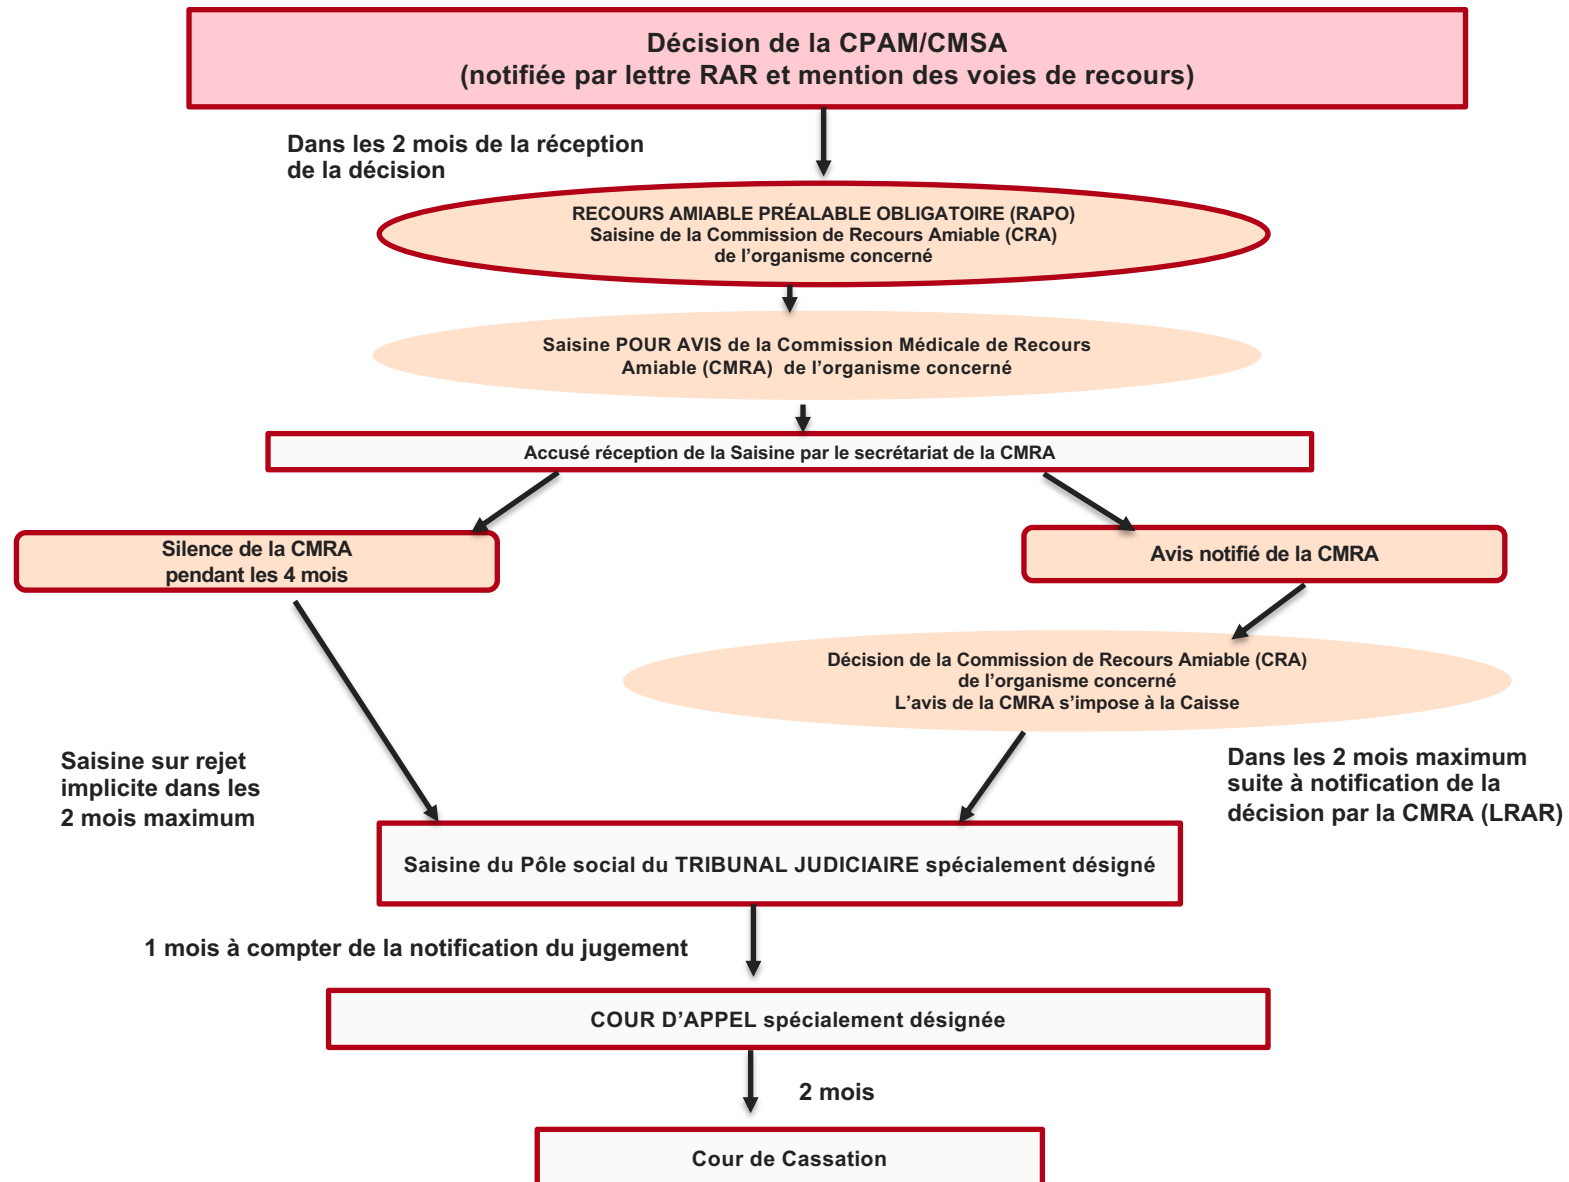 Décision de la CPAM/CMSA
(notifiée par lettre RAR et mention des voies de recours)
Dans les 2 mois de la réception
de la décision
RECOURS AMIABLE PRÉALABLE OBLIGATOIRE (RAPO)
Saisine de la Commission de Recours Amiable (CRA)
de l’organisme concerné
Saisine POUR AVIS de la Commission Médicale de Recours
Amiable (CMRA) de l’organisme concerné
Accusé réception de la Saisine par le secrétariat de la CMRA
Silence de la CMRA
pendant les 4 mois
Avis notifié de la CMRA
Décision de la Commission de Recours Amiable (CRA)
de l’organisme concerné
L’avis de la CMRA s’impose à la Caisse
Saisine sur rejet
implicite dans les
2 mois maximum
Dans les 2 mois maximum
suite à notification de la
décision par la CMRA (LRAR)
Saisine du Pôle social du TRIBUNAL JUDICIAIRE spécialement désigné
1 mois à compter de la notification du jugement
COUR D’APPEL spécialement désignée
2 mois
Cour de Cassation